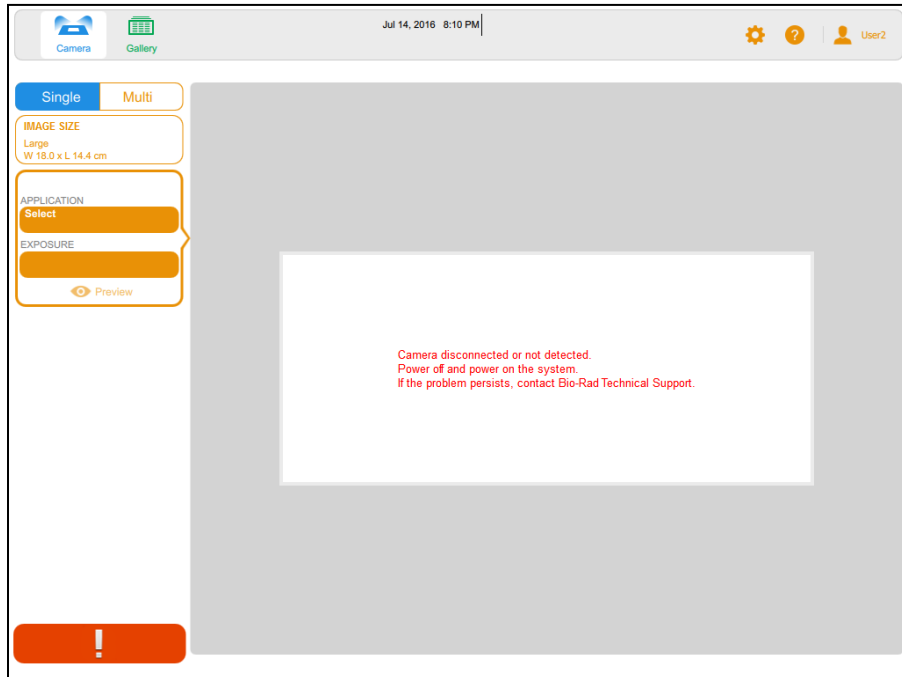 Jul 14, 2016 8:10 PM
Camera
Gallery
?
User2
Single
Multi
IMAGE SIZE
Large
W 18.0 x L 14.4 cm
APPLICATION
Select
EXPOSURE
Preview
Camera disconnected or not detected.
Power off and power on the system.
If the problem persists, contact Bio-Rad Technical Support.
!